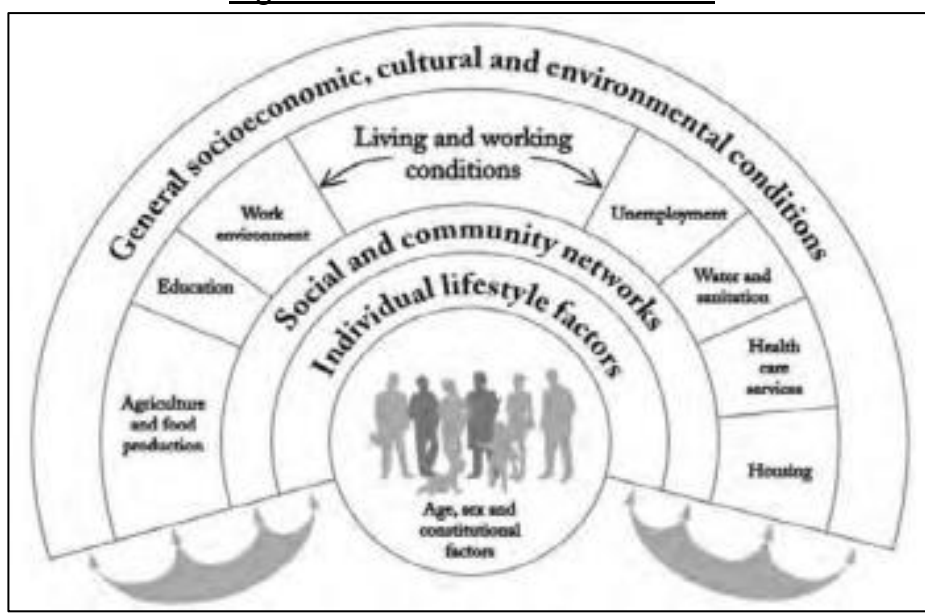 General socioeconomic, cultural and environmental conditions
Living and working
conditions
Work
environment
Unemployment
Education
Water and
sanitation
Agriculture
and food
production
Health
care
services
Housing
Social and community networks
Individual lifestyle factors
Age, sex and
constitutional
factors